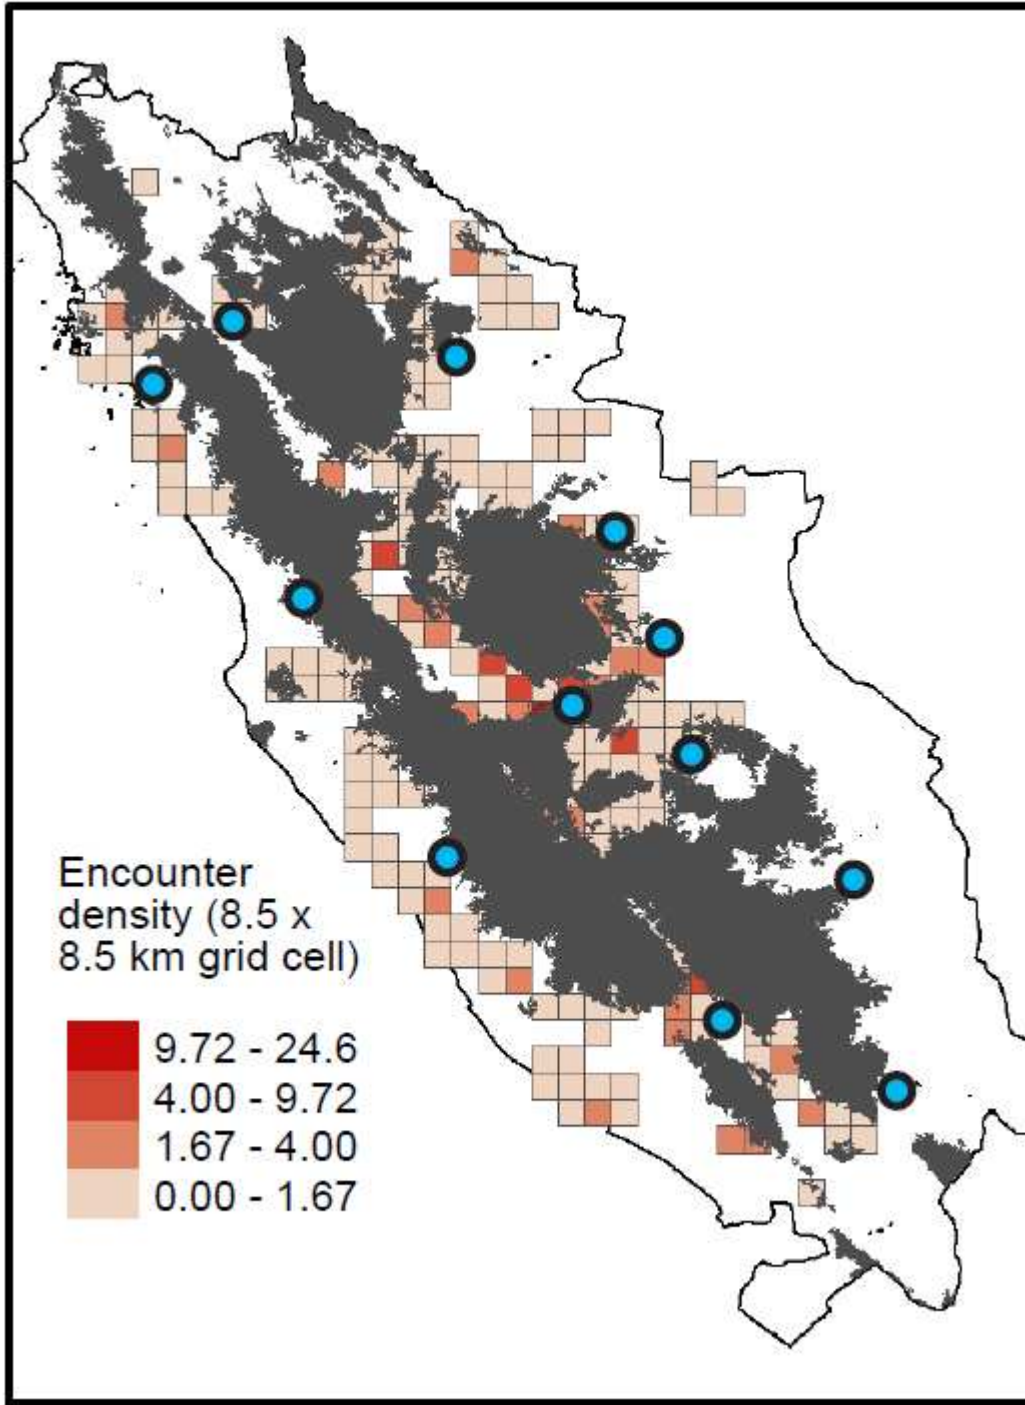 Encounter
density (8.5 x
8.5 km grid cell)
9.72 - 24.6
4.00 - 9.72
1.67 - 4.00
0.00 - 1.67